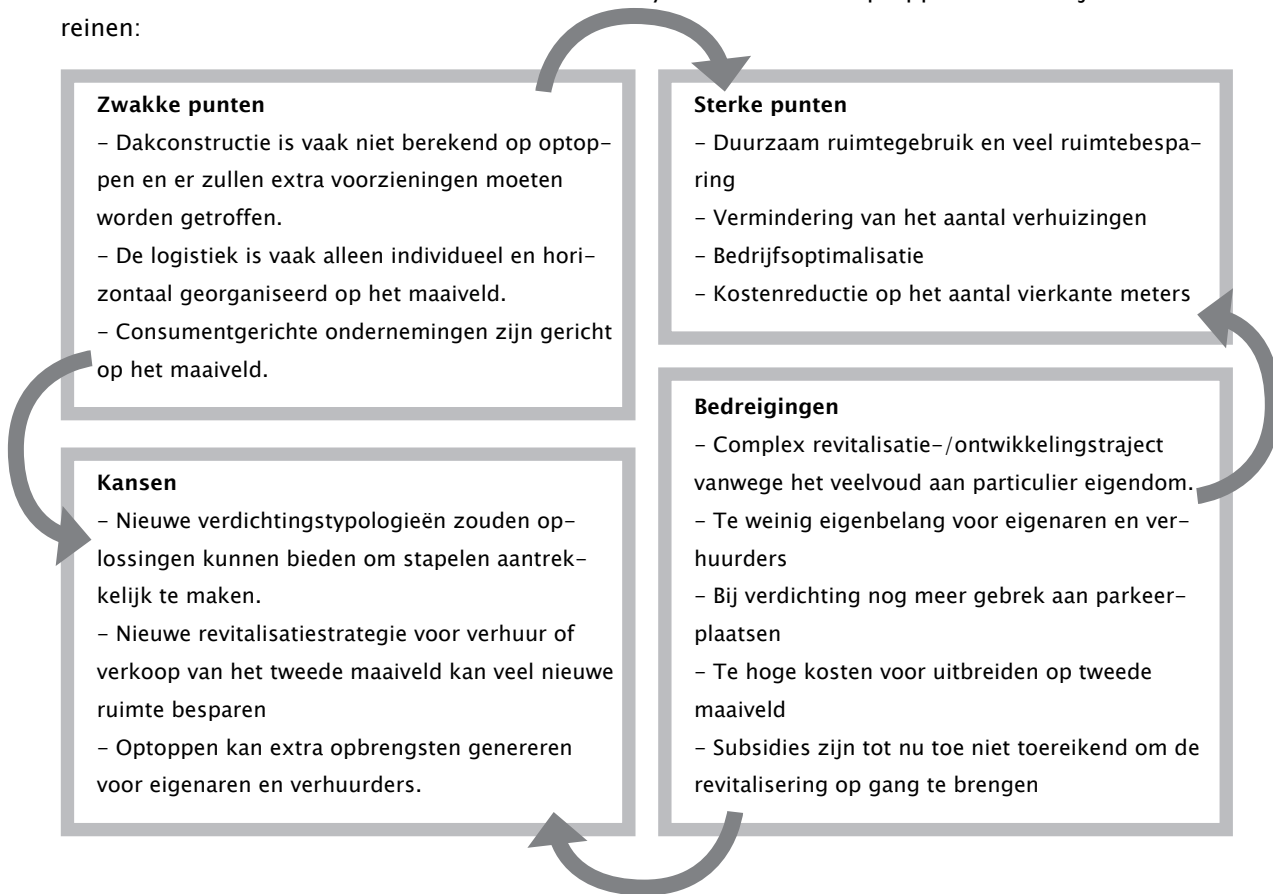 reinen:
Zwakke punten
– Dakconstructie is vaak niet berekend op optop–
pen en er zullen extra voorzieningen moeten
worden getroffen.
– De logistiek is vaak alleen individueel en hori–
zontaal georganiseerd op het maaiveld.
– Consumentgerichte ondernemingen zijn gericht
op het maaiveld.
Sterke punten
– Duurzaam ruimtegebruik en veel ruimtebespa–
ring
– Vermindering van het aantal verhuizingen
– Bedrijfsoptimalisatie
– Kostenreductie op het aantal vierkante meters
Kansen
– Nieuwe verdichtingstypologieën zouden op–
lossingen kunnen bieden om stapelen aantrek–
kelijk te maken.
– Nieuwe revitalisatiestrategie voor verhuur of
verkoop van het tweede maaiveld kan veel nieuwe
ruimte besparen
– Optoppen kan extra opbrengsten genereren
voor eigenaren en verhuurders.
Bedreigingen
– Complex revitalisatie–/ontwikkelingstraject
vanwege het veelvoud aan particulier eigendom.
– Te weinig eigenbelang voor eigenaren en ver–
huurders
– Bij verdichting nog meer gebrek aan parkeer–
plaatsen
– Te hoge kosten voor uitbreiden op tweede
maaiveld
– Subsidies zijn tot nu toe niet toereikend om de
revitalisering op gang te brengen